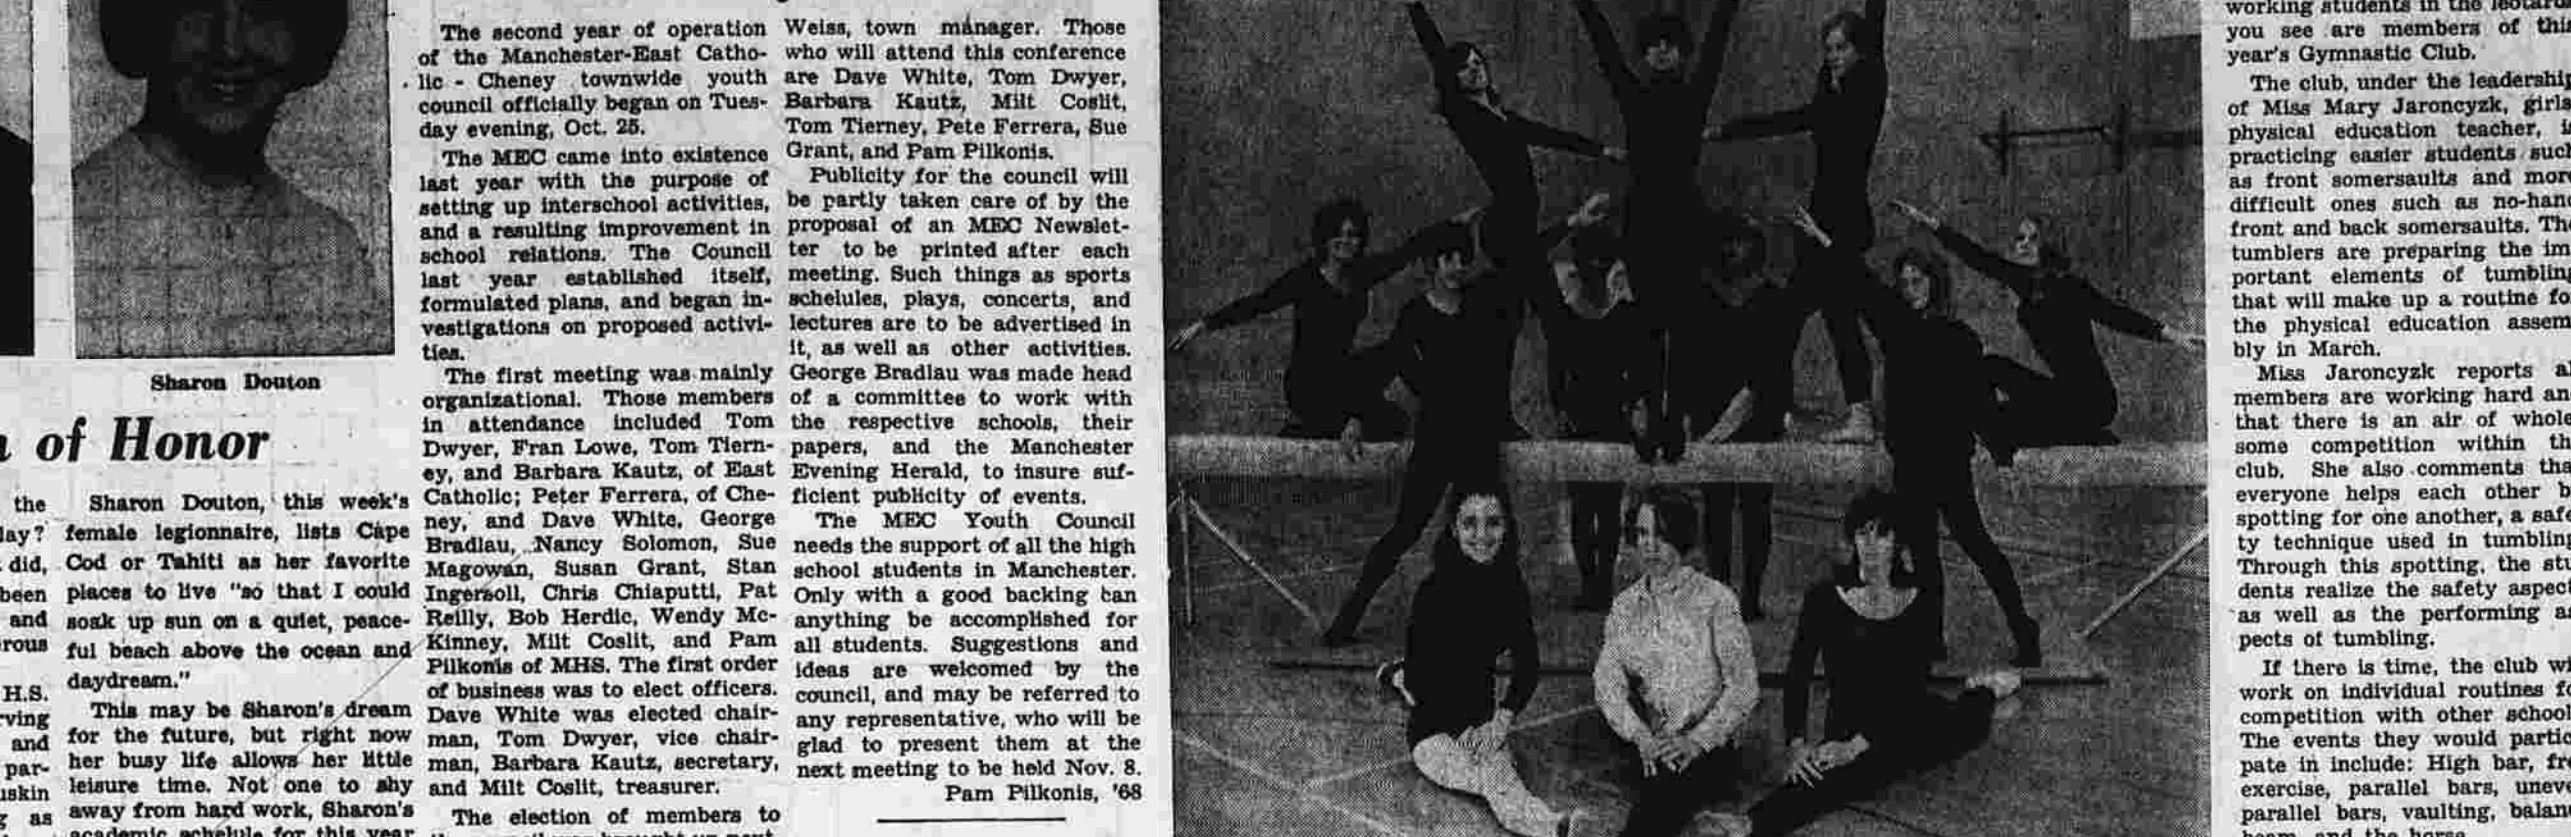 Sharon Douton
of Honor
the
lay?
did,
been
and
rous
H.S.
ving
and
par-
uskin
as
Sharon Douton, this week's
female legionnaire, lists Cape
Cod or Tahiti as her favorite
places to live "so that I could
soak up sun on a quiet, peace-
ful beach above the ocean and
daydream."
This may be Sharon's dream
for the future, but right now
her busy life allows her little
leisure time. Not one to shy
away from hard work, Sharon's
academic schelule for this year
The second year of operation
of the Manchester-East Catho-
lic - Cheney townwide youth
council officially began on Tues-
day evening, Oct. 25.
The MEC came into existence
last year with the purpose of
setting up interschool activities,
and a resulting improvement in
school relations. The Council
last year established itself,
formulated plans, and began in-
vestigations on proposed activi-
ties.
The first meeting was mainly
organizational. Those members
in attendance included Tom
Dwyer, Fran Lowe, Tom Tiern-
ey, and Barbara Kautz, of East
Catholic; Peter Ferrera, of Che-
ney, and Dave White, George
Bradlau, Nancy Solomon, Sue
Magowan, Susan Grant, Stan
Ingersoll, Chris Chiaputti, Pat
Reilly, Bob Herdic, Wendy Mc-
Kinney, Milt Coslit, and Pam
Pilkonis of MHS. The first order
of business was to elect officers.
Dave White was elected chair-
man, Tom Dwyer, vice chair-
man, Barbara Kautz, secretary,
and Milt Coslit, treasurer.
The election of members to
Weiss, town manager. Those
who will attend this conference
are Dave White, Tom Dwyer,
Barbara Kautz, Milt Coslit,
Tom Tierney, Pete Ferrera, Sue
Grant, and Pam Pilkonis.
Publicity for the council will
be partly taken care of by the
proposal of an MEC Newslet-
ter to be printed after each
meeting. Such things as sports
schelules, plays, concerts, and
lectures are to be advertised in
it, as well as other activities.
George Bradlau was made head
of a committee to work with
the respective schools, their
papers, and the Manchester
Evening Herald, to insure suf-
ficient publicity of events.
The MEC Youth Council
needs the support of all the high
school students in Manchester.
Only with a good backing can
anything be accomplished for
all students. Suggestions and
ideas are welcomed by the
council, and may be referred to
any representative, who will be
glad to present them at the
next meeting to be held Nov. 8.
Pam Pilkonis, '68
working students in the leotards
you see are members of this
year's Gymnastic Club.
The club, under the leadership
of Miss Mary Jaroncyzk, girls
physical education teacher, is
practicing easier students such
as front somersaults and more
difficult ones such as no-hand
front and back somersaults. The
tumblers are preparing the im-
portant elements of tumbling
that will make up a routine for
the physical education assem-
bly in March.
Miss Jaroncyzk reports al
members are working hard an
that there is an air of whole
some competition within th
club. She also comments tha
everyone helps each other b
spotting for one another, a safe
ty technique used in tumbling
Through this spotting, the stu
dents realize the safety aspec
as well as the performing as
pects of tumbling.
If there is time, the club wi
work on individual routines fo
competition with other school
The events they would partic
pate in include: High bar, fre
exercise, parallel bars, uneve
parallel bars, vaulting, balan